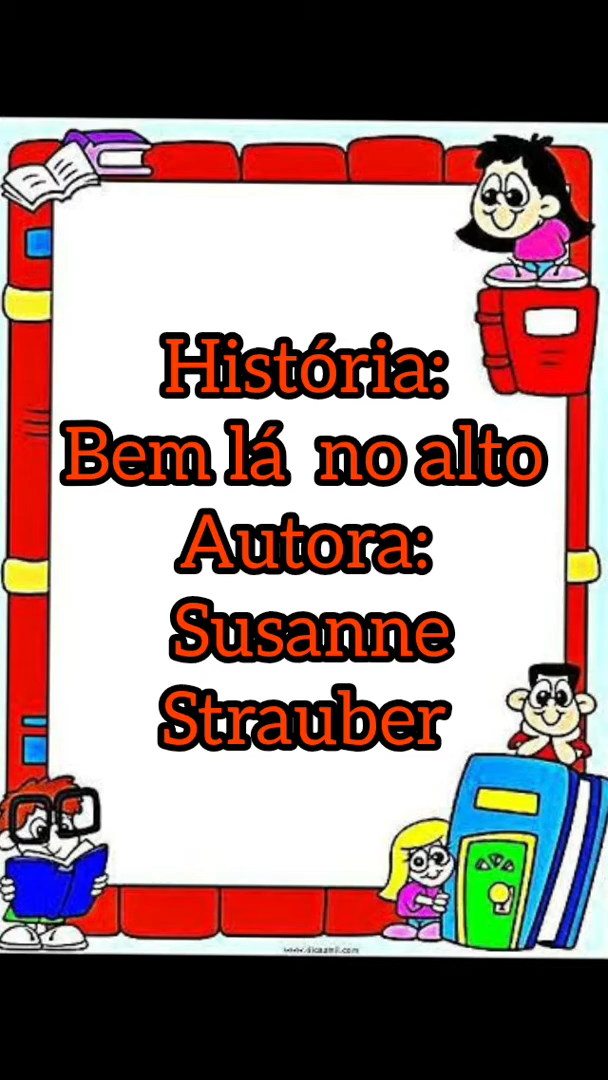 História:
Bem lá no alto
Autora:
Susanne
Strauber